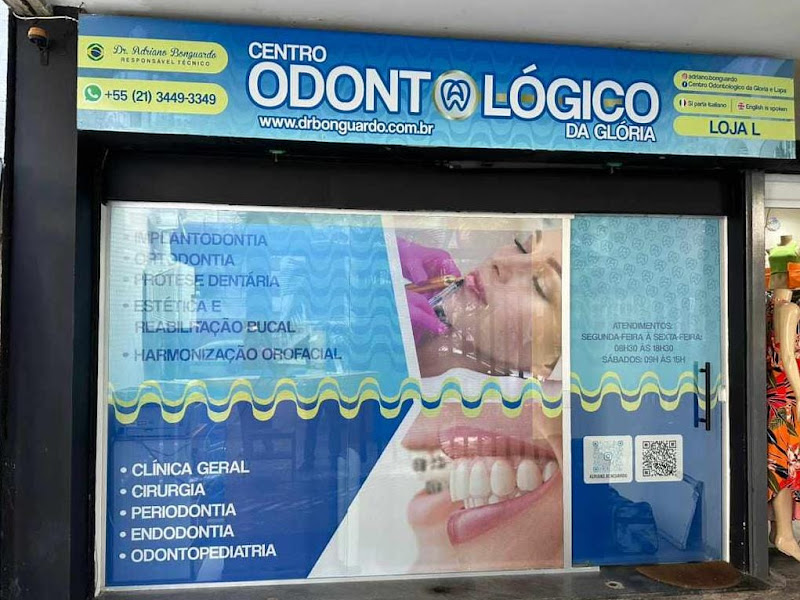 Dr. Adriano Bonguardo
RESPONSÁVEL TÉCNICO
+55 (21) 3449-3349
CENTRO
ODONTOLÓGICO
DA GLÓRIA
www.drbonguardo.com.br
adriano.bonguardo
Centro Odontologico da Gloria e Lapa
Si parla italiano
English is spoken
LOJA L
• IMPLANTODONTIA
• ORTODONTIA
• PRÓTESE DENTÁRIA
• ESTÉTICA E
REABILITAÇÃO BUCAL
• HARMONIZAÇÃO OROFACIAL
• CLÍNICA GERAL
• CIRURGIA
• PERIODONTIA
• ENDODONTIA
• ODONTOPEDIATRIA
ATENDIMENTOS:
SEGUNDA-FEIRA À SEXTA-FEIRA:
08H30 ÀS 18H30
SÁBADOS: 09H ÀS 15H